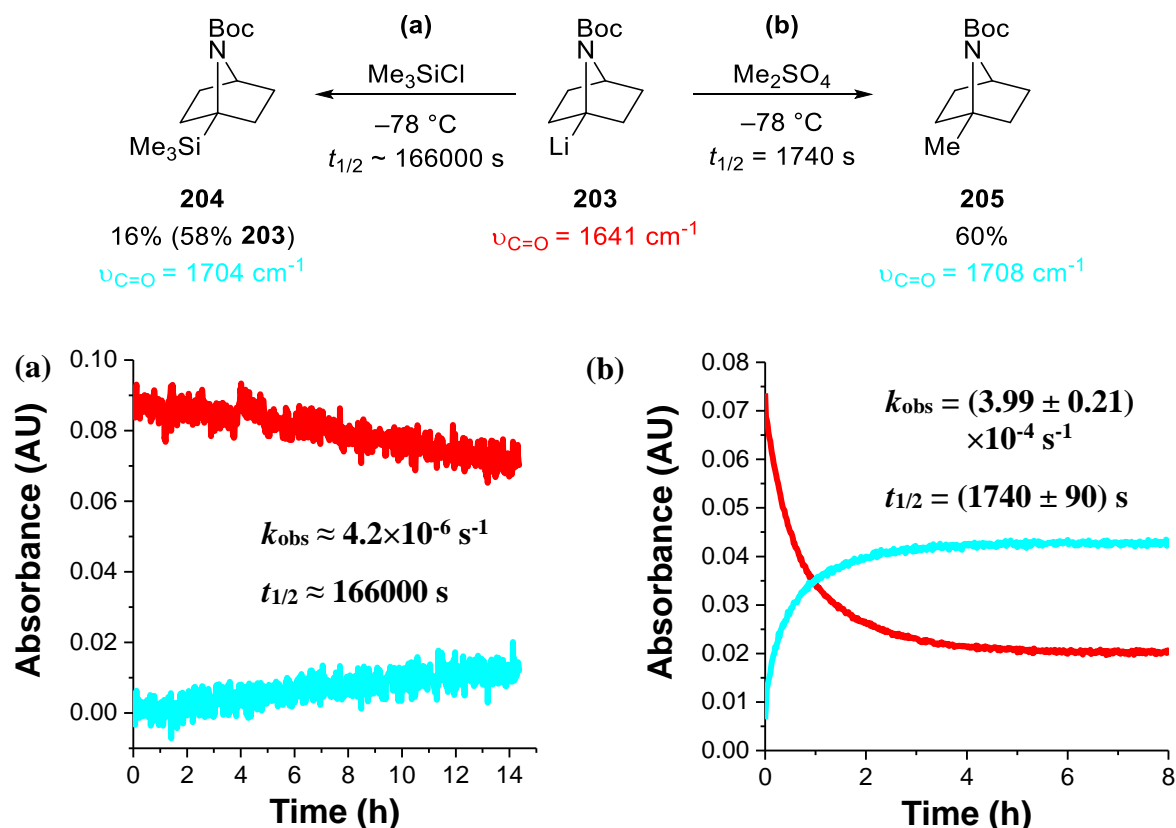 Boc
N
Me3Si
204
16% (58% 203)
υC=O = 1704 cm-1
(a)
Me3SiCl
–78 °C
t1/2 ~ 166000 s
Boc
N
Li
203
υC=O = 1641 cm-1
(b)
Me2SO4
–78 °C
t1/2 = 1740 s
Boc
N
Me
205
60%
υC=O = 1708 cm-1
(a)
Absorbance (AU)
0.10
0.08
0.06
0.04
0.02
0.00
kobs ≈ 4.2×10-6 s-1
t1/2 ≈ 166000 s
0 2 4 6 8 10 12 14
Time (h)
(b)
Absorbance (AU)
0.08
0.07
0.06
0.05
0.04
0.03
0.02
0.01
0.00
kobs = (3.99 ± 0.21)
×10-4 s-1
t1/2 = (1740 ± 90) s
0 2 4 6 8
Time (h)